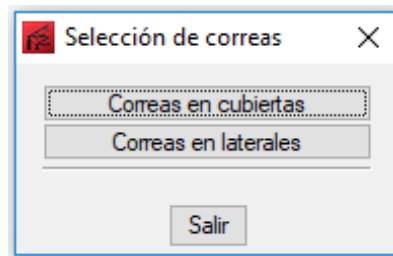 Selección de correas
Correas en cubiertas
Correas en laterales
Salir